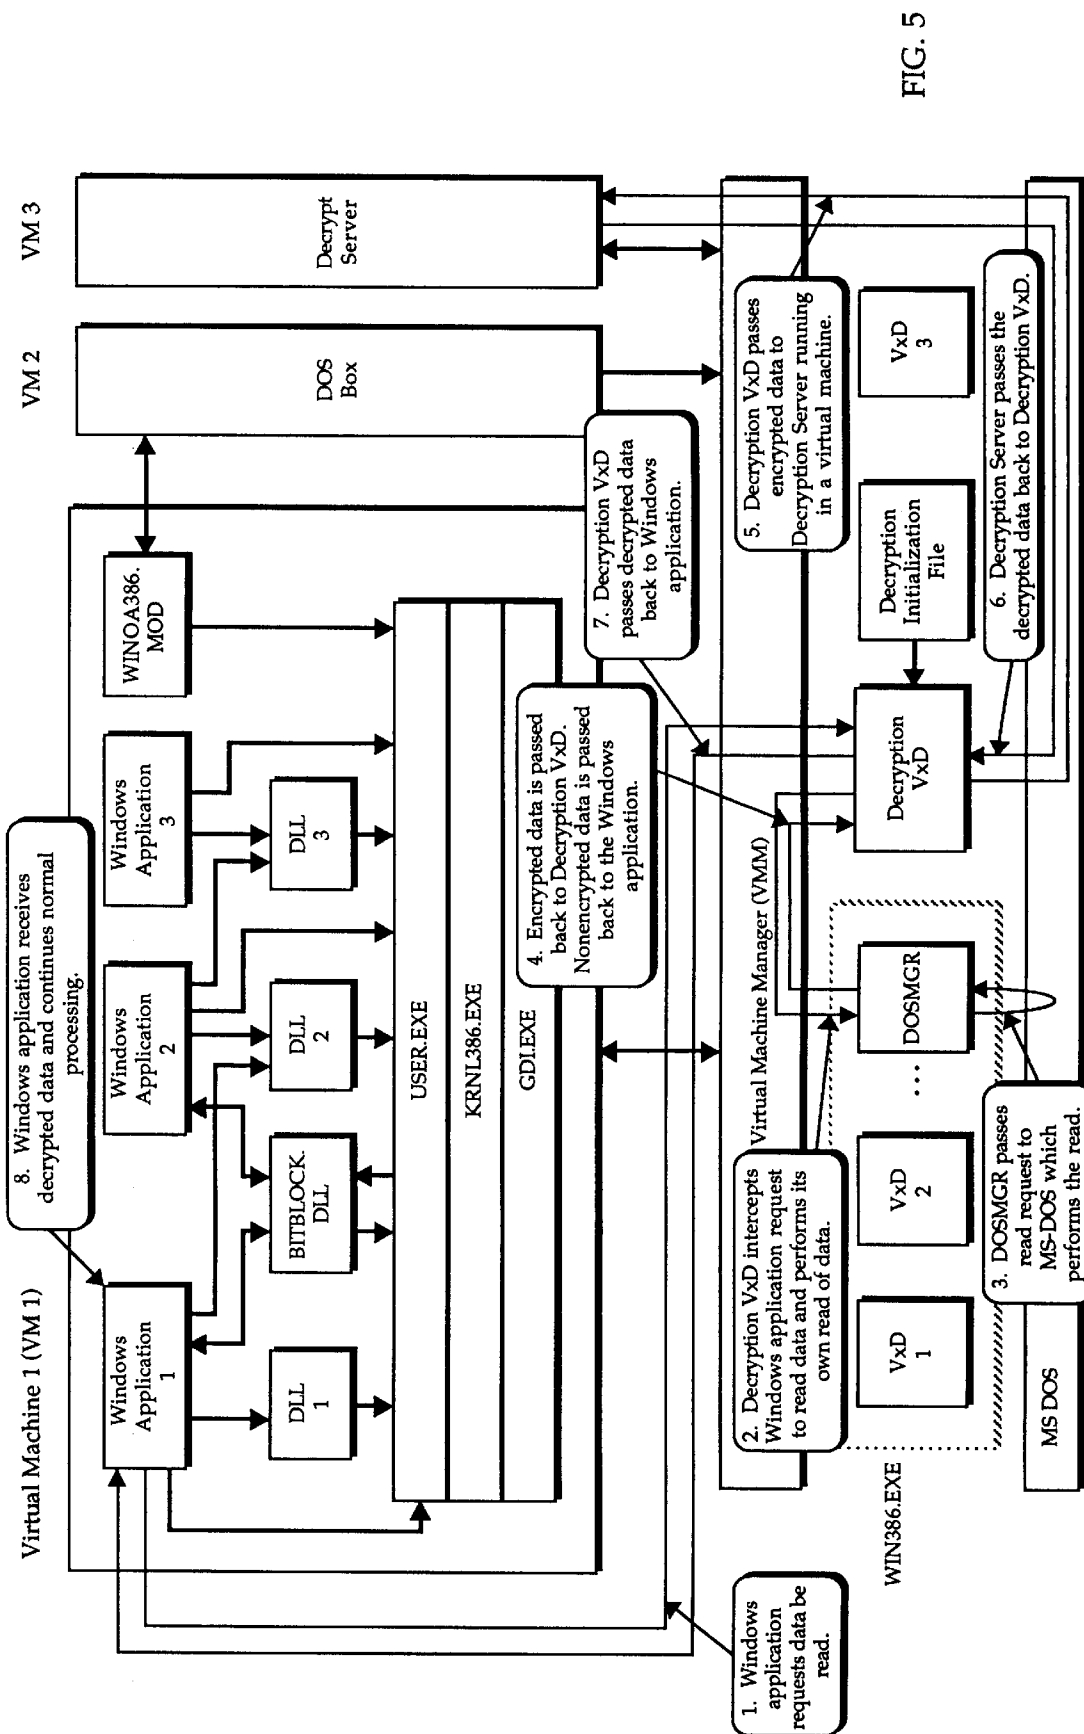 Virtual Machine 1 (VM 1)
VM 2
VM 3
8. Windows application receives
decrypted data and continues normal
processing.
Windows
Application
1
Windows
Application
2
Windows
Application
3
WINOA386.
MOD
DOS
Box
Decrypt
Server
DLL
1
BITBLOCK.
DLL
DLL
2
DLL
3
USER.EXE
KRNL386.EXE
GDI.EXE
4. Encrypted data is passed
back to Decryption VxD.
Nonencrypted data is passed
back to the Windows
application.
7. Decryption VxD
passes decrypted data
back to Windows
application.
1. Windows
application
requests data be
read.
2. Decryption VxD intercepts
Windows application request
to read data and performs its
own read of data.
Virtual Machine Manager (VMM)
5. Decryption VxD passes
encrypted data to
Decryption Server running
in a virtual machine.
WIN386.EXE
VxD
1
VxD
2
...
DOSMGR
Decryption
VxD
Decryption
Initialization
File
VxD
3
3. DOSMGR passes
read request to
MS-DOS which
performs the read.
6. Decryption Server passes the
decrypted data back to Decryption VxD.
MS DOS
FIG. 5